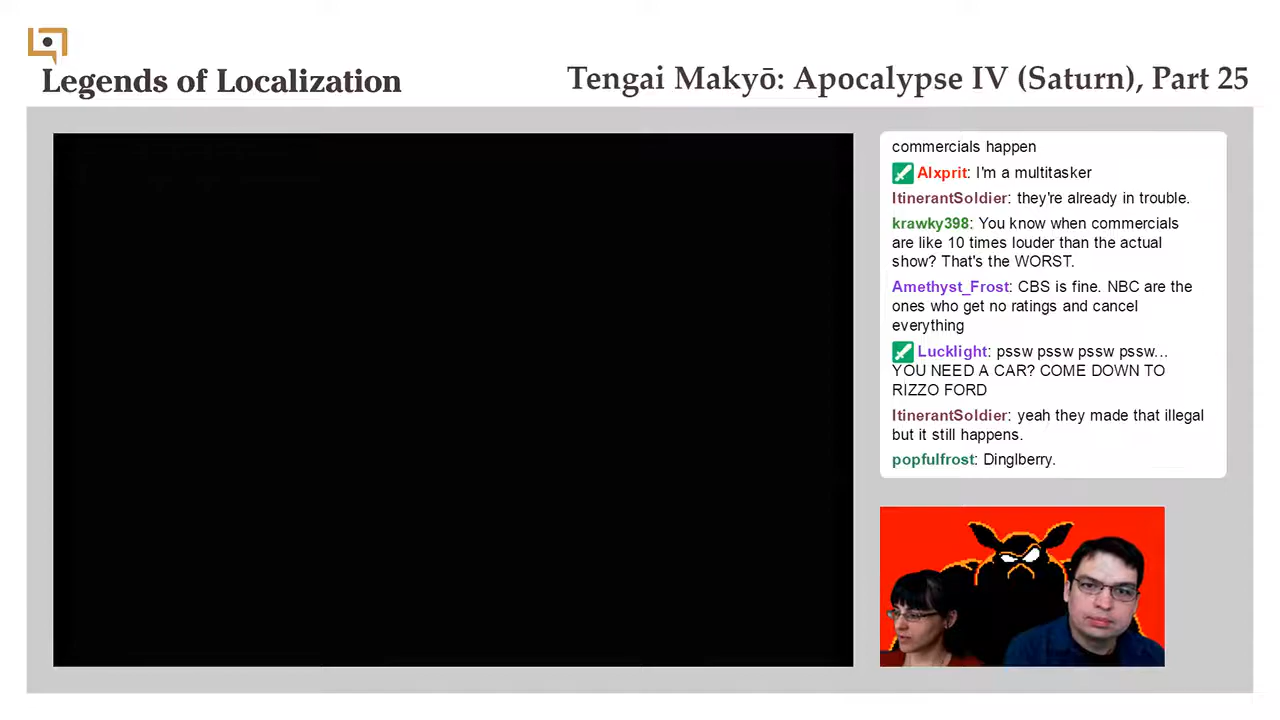 Legends of Localization
Tengai Makyō: Apocalypse IV (Saturn), Part 25
commercials happen
Alxprit: I'm a multitasker
ItinerantSoldier: they're already in trouble.
krawky398: You know when commercials
are like 10 times louder than the actual
show? That's the WORST.
Amethyst_Frost: CBS is fine. NBC are the
ones who get no ratings and cancel
everything
Lucklight: pssw pssw pssw pssw...
YOU NEED A CAR? COME DOWN TO
RIZZO FORD
ItinerantSoldier: yeah they made that illegal
but it still happens.
popfulfrost: Dinglberry.